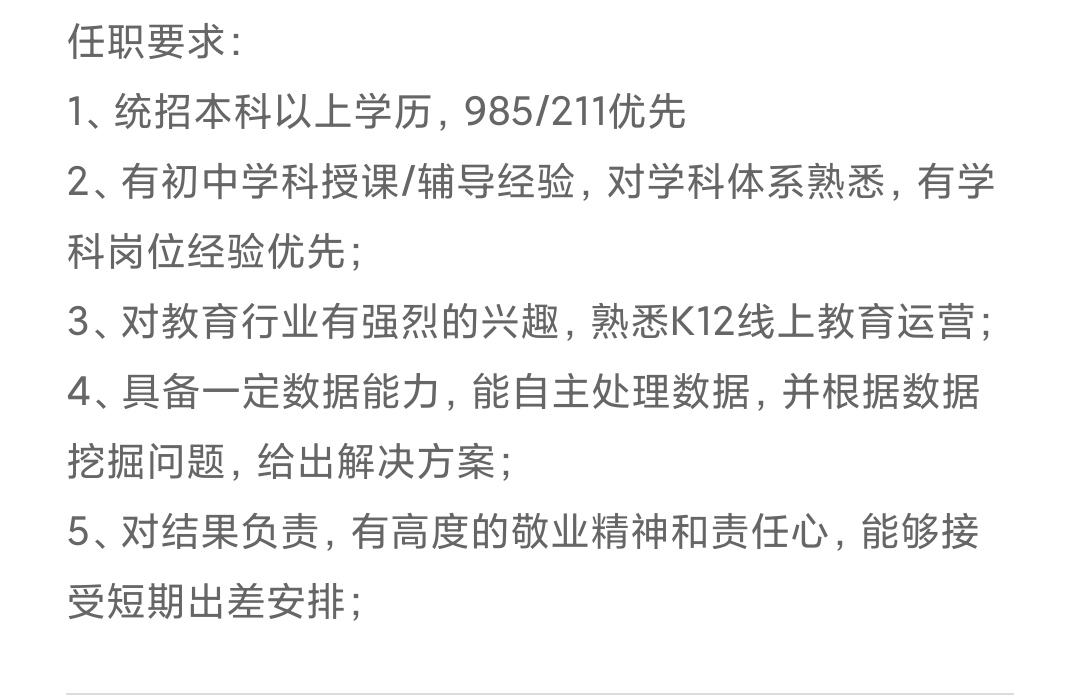 任职要求：
1、统招本科以上学历，985/211优先
2、有初中学科授课/辅导经验，对学科体系熟悉，有学
科岗位经验优先；
3、对教育行业有强烈的兴趣，熟悉K12线上教育运营；
4、具备一定数据能力，能自主处理数据，并根据数据
挖掘问题，给出解决方案；
5、对结果负责，有高度的敬业精神和责任心，能够接
受短期出差安排；